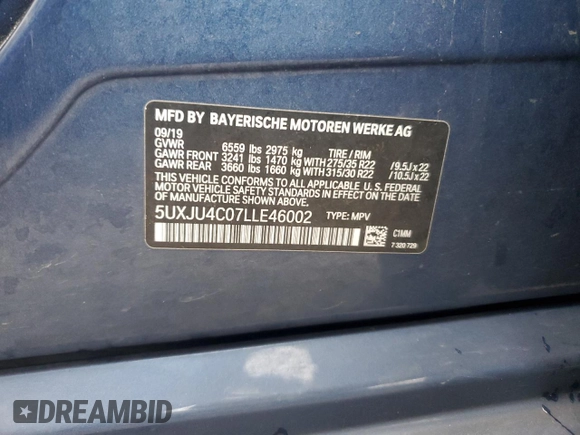 MFD BY BAYERISCHE MOTOREN WERKE AG
09/19
GVWR 6559 lbs 2975 kg TIRE / RIM
GAWR FRONT 3241 lbs 1470 kg WITH 275/35 R22 /9.5J x 22
GAWR REAR 3660 lbs 1660 kg WITH 315/30 R22 /10.5J x 22
THIS VEHICLE CONFORMS TO ALL APPLICABLE U. S. FEDERAL
MOTOR VEHICLE SAFETY STANDARDS IN EFFECT ON THE DATE
OF MANUFACTURE SHOWN ABOVE.
5UXJU4C07LLE46002 TYPE: MPV
C1MM
7 320 729
DREAMBID